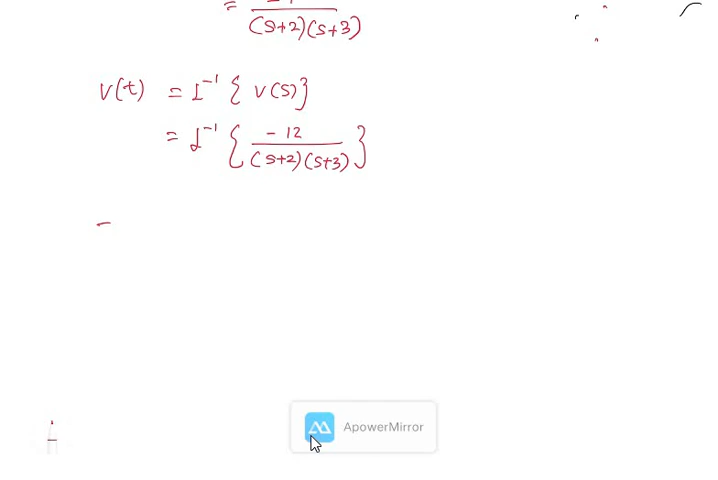 =
(s+2)(s+3)
v(t) = L⁻¹ { V(s) }
= L⁻¹ { -12 / (s+2)(s+3) }
ApowerMirror